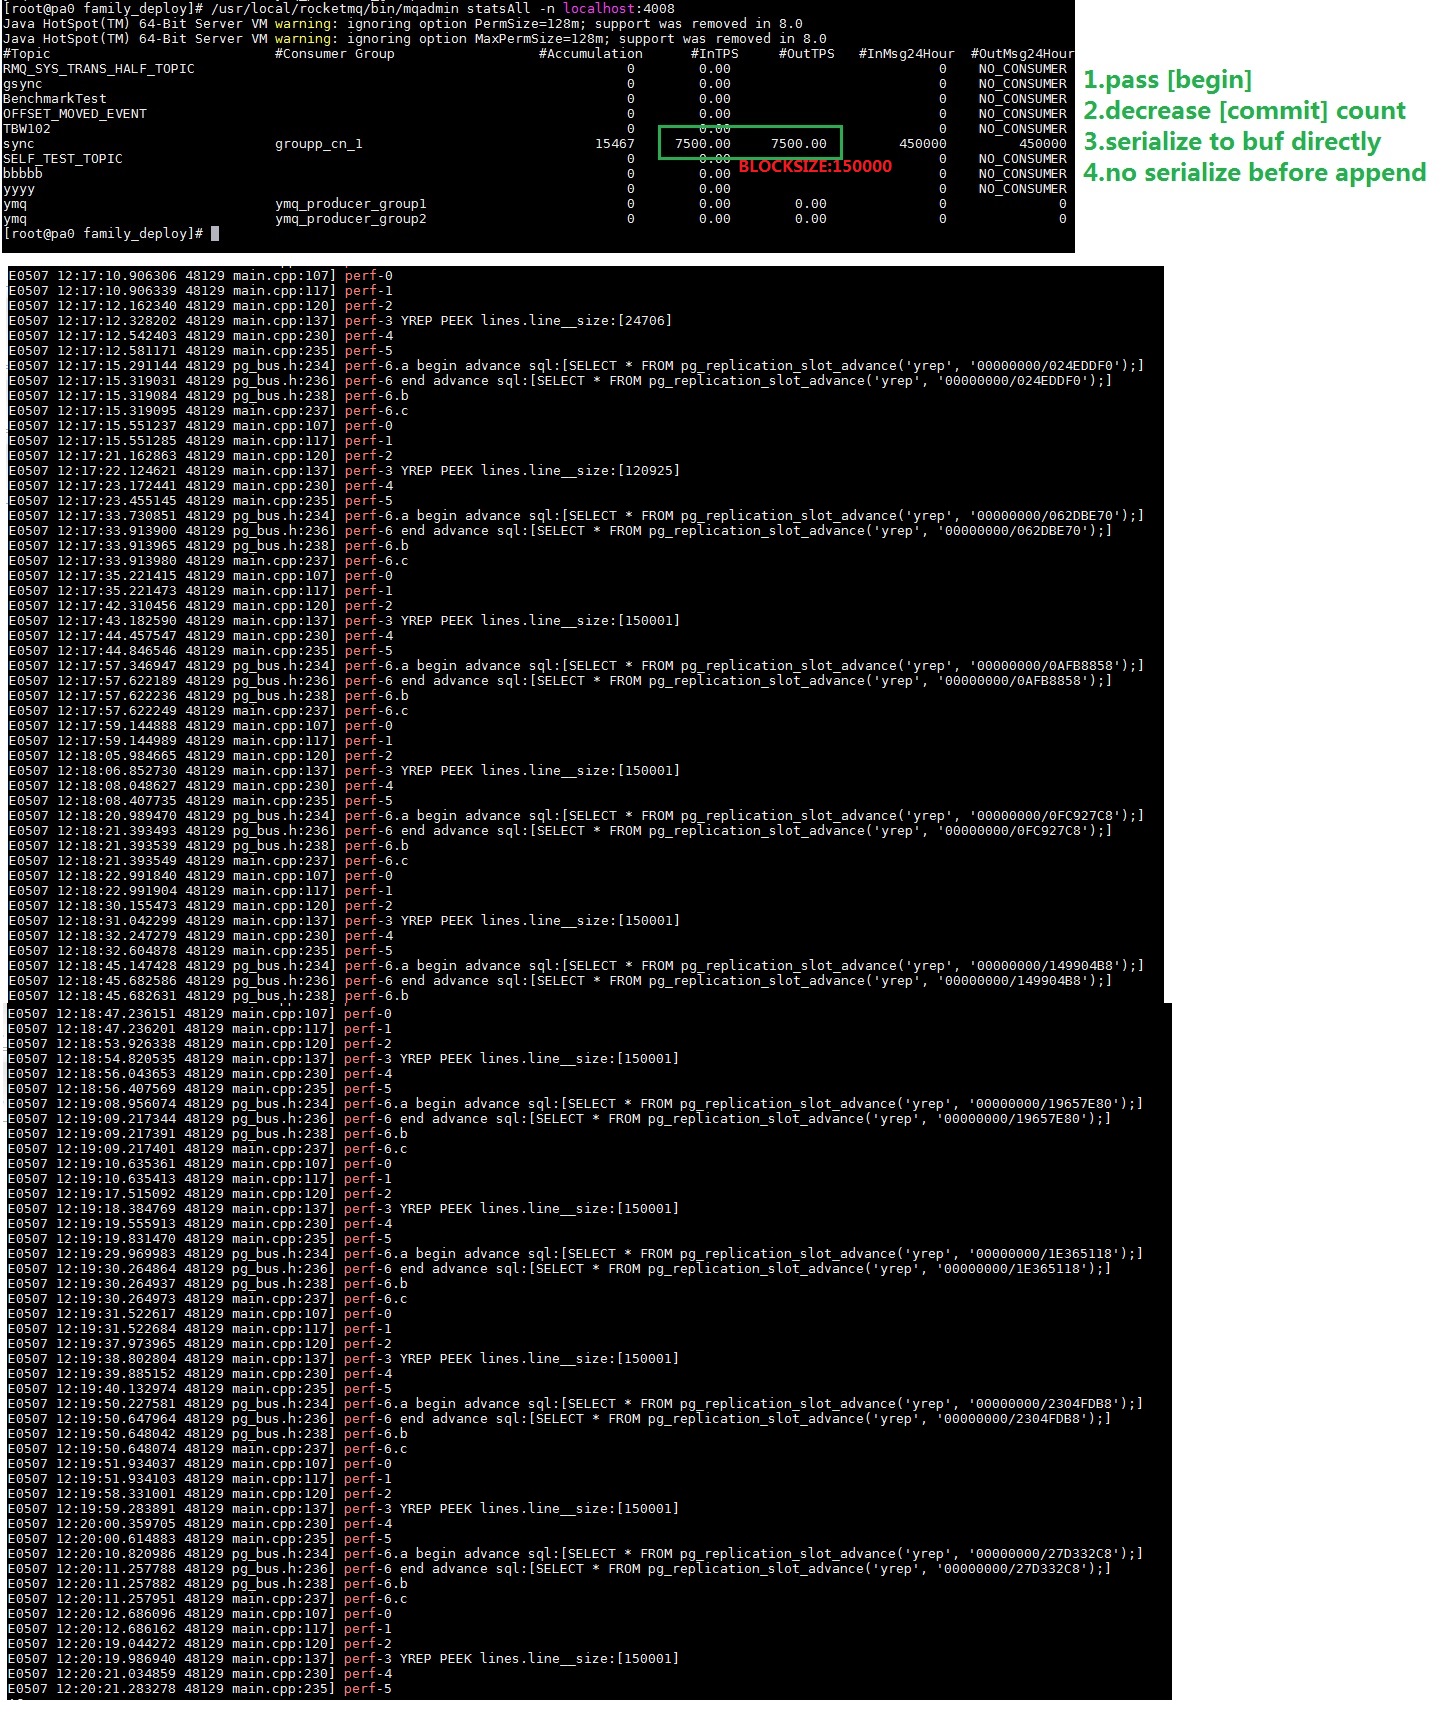 [root@pa0 family_deploy]# /usr/local/rocketmq/bin/mqadmin statsAll -n localhost:4008
Java HotSpot(TM) 64-Bit Server VM warning: ignoring option PermSize=128m; support was removed in 8.0
Java HotSpot(TM) 64-Bit Server VM warning: ignoring option MaxPermSize=128m; support was removed in 8.0
#Topic #Consumer Group #Accumulation #InTPS #OutTPS #InMsg24Hour #OutMsg24Hour
RMQ_SYS_TRANS_HALF_TOPIC 0 0.00 0 NO_CONSUMER
gsync 0 0.00 0 NO_CONSUMER
BenchmarkTest 0 0.00 0 NO_CONSUMER
OFFSET_MOVED_EVENT 0 0.00 0 NO_CONSUMER
TBW102 0 0.00 0 NO_CONSUMER
sync groupp_cn_1 15467 7500.00 7500.00 450000 450000
SELF_TEST_TOPIC 0 0.00 0 NO_CONSUMER
bbbbb 0 0.00 0 NO_CONSUMER
yyyy 0 0.00 0 NO_CONSUMER
ymq ymq_producer_group1 0 0.00 0.00 0 0
ymq ymq_producer_group2 0 0.00 0.00 0 0
[root@pa0 family_deploy]#
BLOCKSIZE:150000
1.pass [begin]
2.decrease [commit] count
3.serialize to buf directly
4.no serialize before append
E0507 12:17:10.906306 48129 main.cpp:107] perf-0
E0507 12:17:10.906339 48129 main.cpp:117] perf-1
E0507 12:17:12.162340 48129 main.cpp:120] perf-2
E0507 12:17:12.328202 48129 main.cpp:137] perf-3 YREP PEEK lines.line__size:[24706]
E0507 12:17:12.542403 48129 main.cpp:230] perf-4
E0507 12:17:12.581171 48129 main.cpp:235] perf-5
E0507 12:17:15.291144 48129 pg_bus.h:234] perf-6.a begin advance sql:[SELECT * FROM pg_replication_slot_advance('yrep', '00000000/024EDDF0');]
E0507 12:17:15.319031 48129 pg_bus.h:236] perf-6 end advance sql:[SELECT * FROM pg_replication_slot_advance('yrep', '00000000/024EDDF0');]
E0507 12:17:15.319084 48129 pg_bus.h:238] perf-6.b
E0507 12:17:15.319095 48129 main.cpp:237] perf-6.c
E0507 12:17:15.551237 48129 main.cpp:107] perf-0
E0507 12:17:15.551285 48129 main.cpp:117] perf-1
E0507 12:17:21.162863 48129 main.cpp:120] perf-2
E0507 12:17:22.124621 48129 main.cpp:137] perf-3 YREP PEEK lines.line__size:[120925]
E0507 12:17:23.172441 48129 main.cpp:230] perf-4
E0507 12:17:23.455145 48129 main.cpp:235] perf-5
E0507 12:17:33.730851 48129 pg_bus.h:234] perf-6.a begin advance sql:[SELECT * FROM pg_replication_slot_advance('yrep', '00000000/062DBE70');]
E0507 12:17:33.913900 48129 pg_bus.h:236] perf-6 end advance sql:[SELECT * FROM pg_replication_slot_advance('yrep', '00000000/062DBE70');]
E0507 12:17:33.913965 48129 pg_bus.h:238] perf-6.b
E0507 12:17:33.913980 48129 main.cpp:237] perf-6.c
E0507 12:17:35.221415 48129 main.cpp:107] perf-0
E0507 12:17:35.221473 48129 main.cpp:117] perf-1
E0507 12:17:42.310456 48129 main.cpp:120] perf-2
E0507 12:17:43.182590 48129 main.cpp:137] perf-3 YREP PEEK lines.line__size:[150001]
E0507 12:17:44.457547 48129 main.cpp:230] perf-4
E0507 12:17:44.846546 48129 main.cpp:235] perf-5
E0507 12:17:57.346947 48129 pg_bus.h:234] perf-6.a begin advance sql:[SELECT * FROM pg_replication_slot_advance('yrep', '00000000/0AFB8858');]
E0507 12:17:57.622189 48129 pg_bus.h:236] perf-6 end advance sql:[SELECT * FROM pg_replication_slot_advance('yrep', '00000000/0AFB8858');]
E0507 12:17:57.622236 48129 pg_bus.h:238] perf-6.b
E0507 12:17:57.622249 48129 main.cpp:237] perf-6.c
E0507 12:17:59.144888 48129 main.cpp:107] perf-0
E0507 12:17:59.144989 48129 main.cpp:117] perf-1
E0507 12:18:05.984665 48129 main.cpp:120] perf-2
E0507 12:18:06.852730 48129 main.cpp:137] perf-3 YREP PEEK lines.line__size:[150001]
E0507 12:18:08.048627 48129 main.cpp:230] perf-4
E0507 12:18:08.407735 48129 main.cpp:235] perf-5
E0507 12:18:20.989470 48129 pg_bus.h:234] perf-6.a begin advance sql:[SELECT * FROM pg_replication_slot_advance('yrep', '00000000/0FC927C8');]
E0507 12:18:21.393493 48129 pg_bus.h:236] perf-6 end advance sql:[SELECT * FROM pg_replication_slot_advance('yrep', '00000000/0FC927C8');]
E0507 12:18:21.393539 48129 pg_bus.h:238] perf-6.b
E0507 12:18:21.393549 48129 main.cpp:237] perf-6.c
E0507 12:18:22.991840 48129 main.cpp:107] perf-0
E0507 12:18:22.991904 48129 main.cpp:117] perf-1
E0507 12:18:30.155473 48129 main.cpp:120] perf-2
E0507 12:18:31.042299 48129 main.cpp:137] perf-3 YREP PEEK lines.line__size:[150001]
E0507 12:18:32.247279 48129 main.cpp:230] perf-4
E0507 12:18:32.604878 48129 main.cpp:235] perf-5
E0507 12:18:45.147428 48129 pg_bus.h:234] perf-6.a begin advance sql:[SELECT * FROM pg_replication_slot_advance('yrep', '00000000/149904B8');]
E0507 12:18:45.682586 48129 pg_bus.h:236] perf-6 end advance sql:[SELECT * FROM pg_replication_slot_advance('yrep', '00000000/149904B8');]
E0507 12:18:45.682631 48129 pg_bus.h:238] perf-6.b
E0507 12:18:47.236151 48129 main.cpp:107] perf-0
E0507 12:18:47.236201 48129 main.cpp:117] perf-1
E0507 12:18:53.926338 48129 main.cpp:120] perf-2
E0507 12:18:54.820535 48129 main.cpp:137] perf-3 YREP PEEK lines.line__size:[150001]
E0507 12:18:56.043653 48129 main.cpp:230] perf-4
E0507 12:18:56.407569 48129 main.cpp:235] perf-5
E0507 12:19:08.956074 48129 pg_bus.h:234] perf-6.a begin advance sql:[SELECT * FROM pg_replication_slot_advance('yrep', '00000000/19657E80');]
E0507 12:19:09.217344 48129 pg_bus.h:236] perf-6 end advance sql:[SELECT * FROM pg_replication_slot_advance('yrep', '00000000/19657E80');]
E0507 12:19:09.217391 48129 pg_bus.h:238] perf-6.b
E0507 12:19:09.217401 48129 main.cpp:237] perf-6.c
E0507 12:19:10.635361 48129 main.cpp:107] perf-0
E0507 12:19:10.635413 48129 main.cpp:117] perf-1
E0507 12:19:17.515092 48129 main.cpp:120] perf-2
E0507 12:19:18.384769 48129 main.cpp:137] perf-3 YREP PEEK lines.line__size:[150001]
E0507 12:19:19.555913 48129 main.cpp:230] perf-4
E0507 12:19:19.831470 48129 main.cpp:235] perf-5
E0507 12:19:29.969983 48129 pg_bus.h:234] perf-6.a begin advance sql:[SELECT * FROM pg_replication_slot_advance('yrep', '00000000/1E365118');]
E0507 12:19:30.264864 48129 pg_bus.h:236] perf-6 end advance sql:[SELECT * FROM pg_replication_slot_advance('yrep', '00000000/1E365118');]
E0507 12:19:30.264937 48129 pg_bus.h:238] perf-6.b
E0507 12:19:30.264973 48129 main.cpp:237] perf-6.c
E0507 12:19:31.522617 48129 main.cpp:107] perf-0
E0507 12:19:31.522684 48129 main.cpp:117] perf-1
E0507 12:19:37.973965 48129 main.cpp:120] perf-2
E0507 12:19:38.802804 48129 main.cpp:137] perf-3 YREP PEEK lines.line__size:[150001]
E0507 12:19:39.885152 48129 main.cpp:230] perf-4
E0507 12:19:40.132974 48129 main.cpp:235] perf-5
E0507 12:19:50.227581 48129 pg_bus.h:234] perf-6.a begin advance sql:[SELECT * FROM pg_replication_slot_advance('yrep', '00000000/2304FDB8');]
E0507 12:19:50.647964 48129 pg_bus.h:236] perf-6 end advance sql:[SELECT * FROM pg_replication_slot_advance('yrep', '00000000/2304FDB8');]
E0507 12:19:50.648042 48129 pg_bus.h:238] perf-6.b
E0507 12:19:50.648074 48129 main.cpp:237] perf-6.c
E0507 12:19:51.934037 48129 main.cpp:107] perf-0
E0507 12:19:51.934103 48129 main.cpp:117] perf-1
E0507 12:19:58.331001 48129 main.cpp:120] perf-2
E0507 12:19:59.283891 48129 main.cpp:137] perf-3 YREP PEEK lines.line__size:[150001]
E0507 12:20:00.359705 48129 main.cpp:230] perf-4
E0507 12:20:00.614883 48129 main.cpp:235] perf-5
E0507 12:20:10.820986 48129 pg_bus.h:234] perf-6.a begin advance sql:[SELECT * FROM pg_replication_slot_advance('yrep', '00000000/27D332C8');]
E0507 12:20:11.257788 48129 pg_bus.h:236] perf-6 end advance sql:[SELECT * FROM pg_replication_slot_advance('yrep', '00000000/27D332C8');]
E0507 12:20:11.257882 48129 pg_bus.h:238] perf-6.b
E0507 12:20:11.257951 48129 main.cpp:237] perf-6.c
E0507 12:20:12.686096 48129 main.cpp:107] perf-0
E0507 12:20:12.686162 48129 main.cpp:117] perf-1
E0507 12:20:19.044272 48129 main.cpp:120] perf-2
E0507 12:20:19.986940 48129 main.cpp:137] perf-3 YREP PEEK lines.line__size:[150001]
E0507 12:20:21.034859 48129 main.cpp:230] perf-4
E0507 12:20:21.283278 48129 main.cpp:235] perf-5